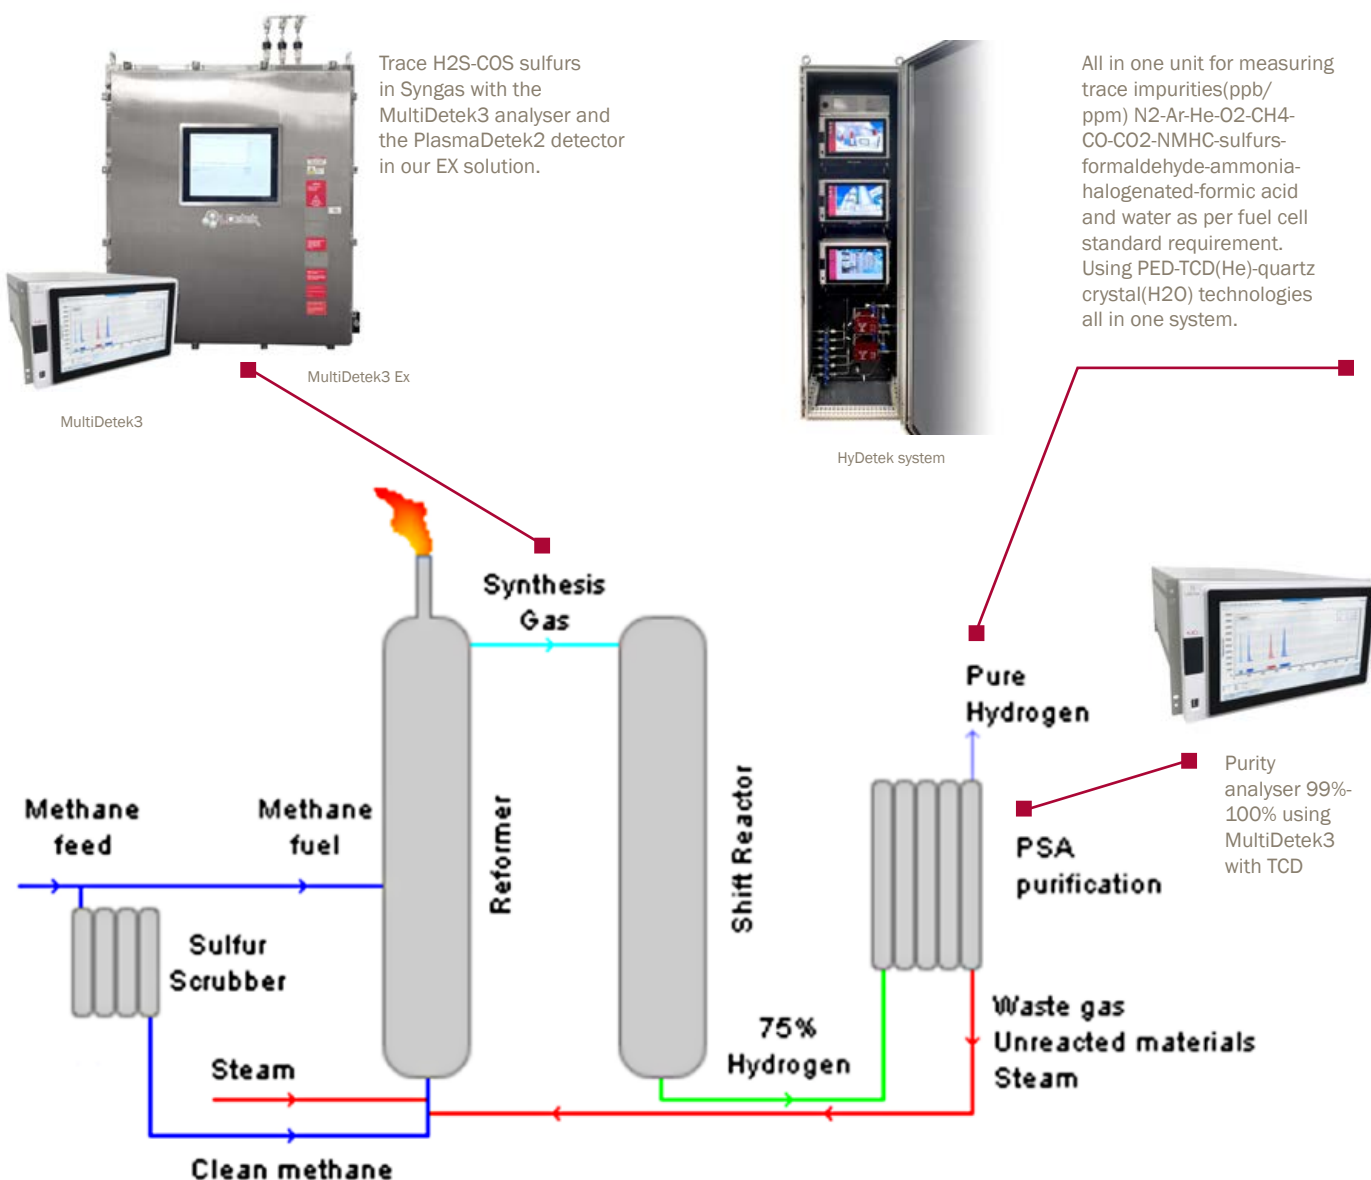 Trace H2S-COS sulfurs
in Syngas with the
MultiDetek3 analyser and
the PlasmaDetek2 detector
in our EX solution.
MultiDetek3 Ex
MultiDetek3
All in one unit for measuring
trace impurities(ppb/
ppm) N2-Ar-He-O2-CH4-
CO-CO2-NMHC-sulfurs-
formaldehyde-ammonia-
halogenated-formic acid
and water as per fuel cell
standard requirement.
Using PED-TCD(He)-quartz
crystal(H2O) technologies
all in one system.
HyDetek system
Synthesis
Gas
Pure
Hydrogen
Purity
analyser 99%-
100% using
MultiDetek3
with TCD
Methane
feed
Methane
fuel
Reformer
Shift Reactor
PSA
purification
Sulfur
Scrubber
Steam
75%
Hydrogen
Waste gas
Unreacted materials
Steam
Clean methane